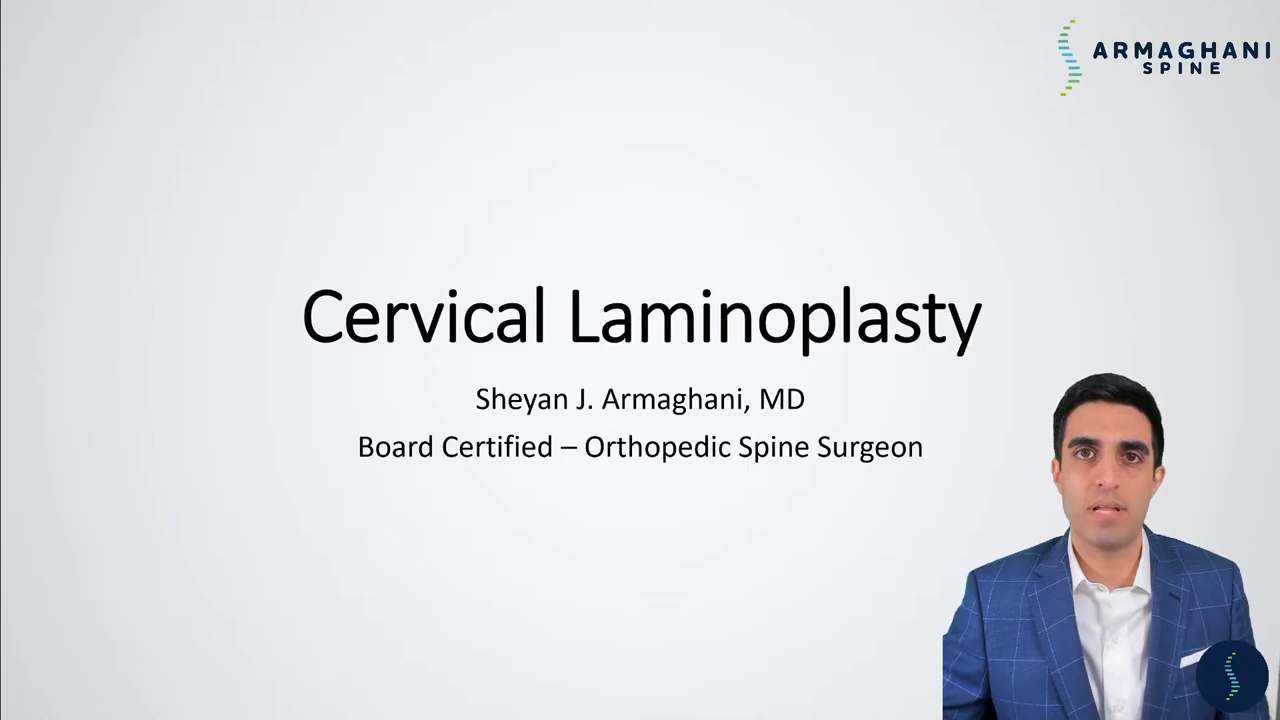 ARMAGHANI
SPINE
Cervical Laminoplasty
Sheyan J. Armaghani, MD
Board Certified – Orthopedic Spine Surgeon